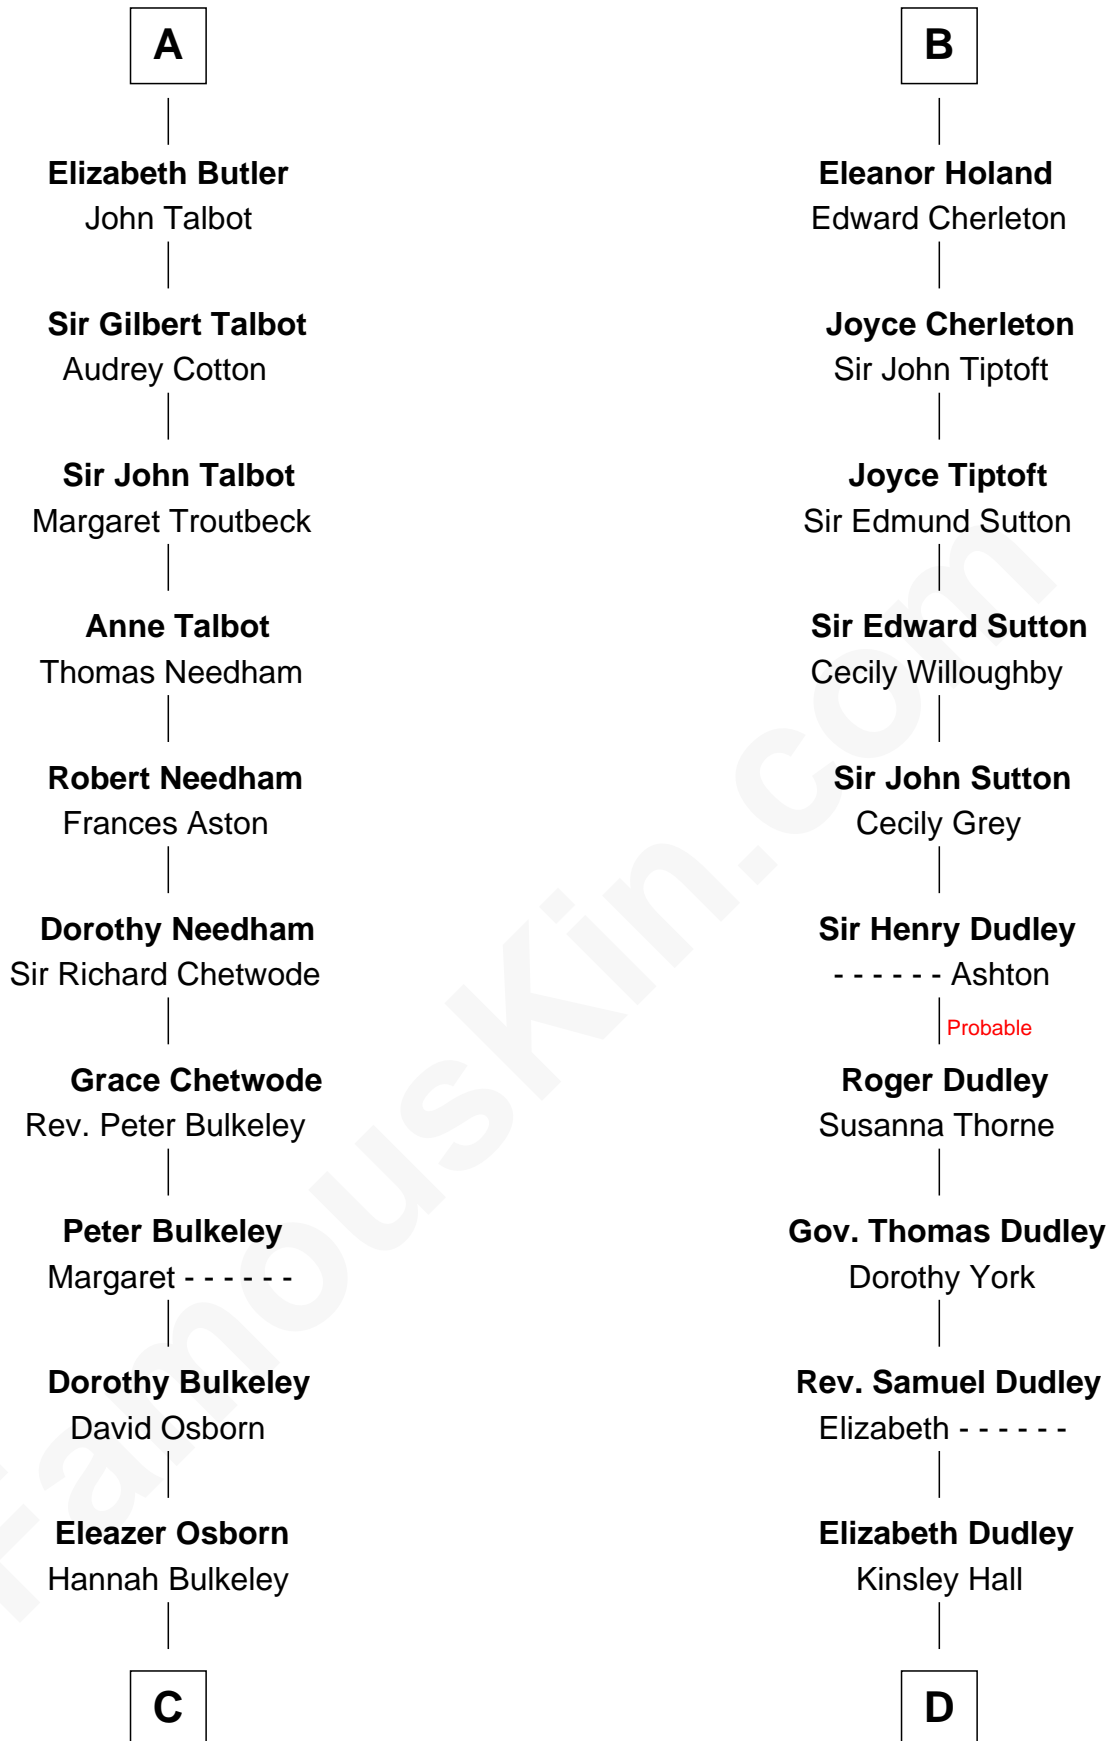 A
Elizabeth Butler
John Talbot
Sir Gilbert Talbot
Audrey Cotton
Sir John Talbot
Margaret Troutbeck
Anne Talbot
Thomas Needham
Robert Needham
Frances Aston
Dorothy Needham
Sir Richard Chetwode
Grace Chetwode
Rev. Peter Bulkeley
Peter Bulkeley
Margaret - - - - - -
Dorothy Bulkeley
David Osborn
Eleazer Osborn
Hannah Bulkeley
C
B
Eleanor Holand
Edward Cherleton
Joyce Cherleton
Sir John Tiptoft
Joyce Tiptoft
Sir Edmund Sutton
Sir Edward Sutton
Cecily Willoughby
Sir John Sutton
Cecily Grey
Sir Henry Dudley
- - - - - - Ashton
Probable
Roger Dudley
Susanna Thorne
Gov. Thomas Dudley
Dorothy York
Rev. Samuel Dudley
Elizabeth - - - - - -
Elizabeth Dudley
Kinsley Hall
D
FamousKin.com